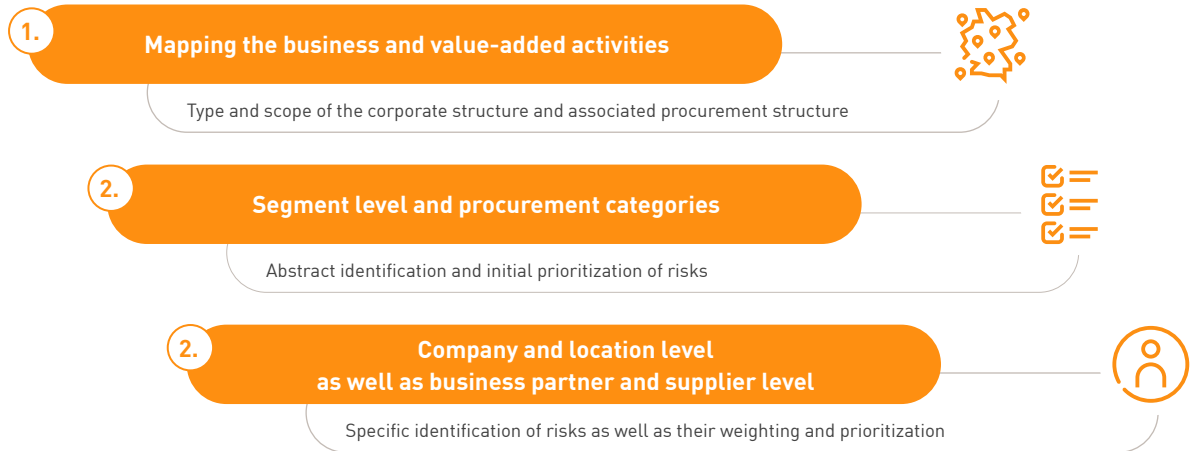 1.
Mapping the business and value-added activities
Type and scope of the corporate structure and associated procurement structure
2.
Segment level and procurement categories
Abstract identification and initial prioritization of risks
2.
Company and location level
as well as business partner and supplier level
Specific identification of risks as well as their weighting and prioritization